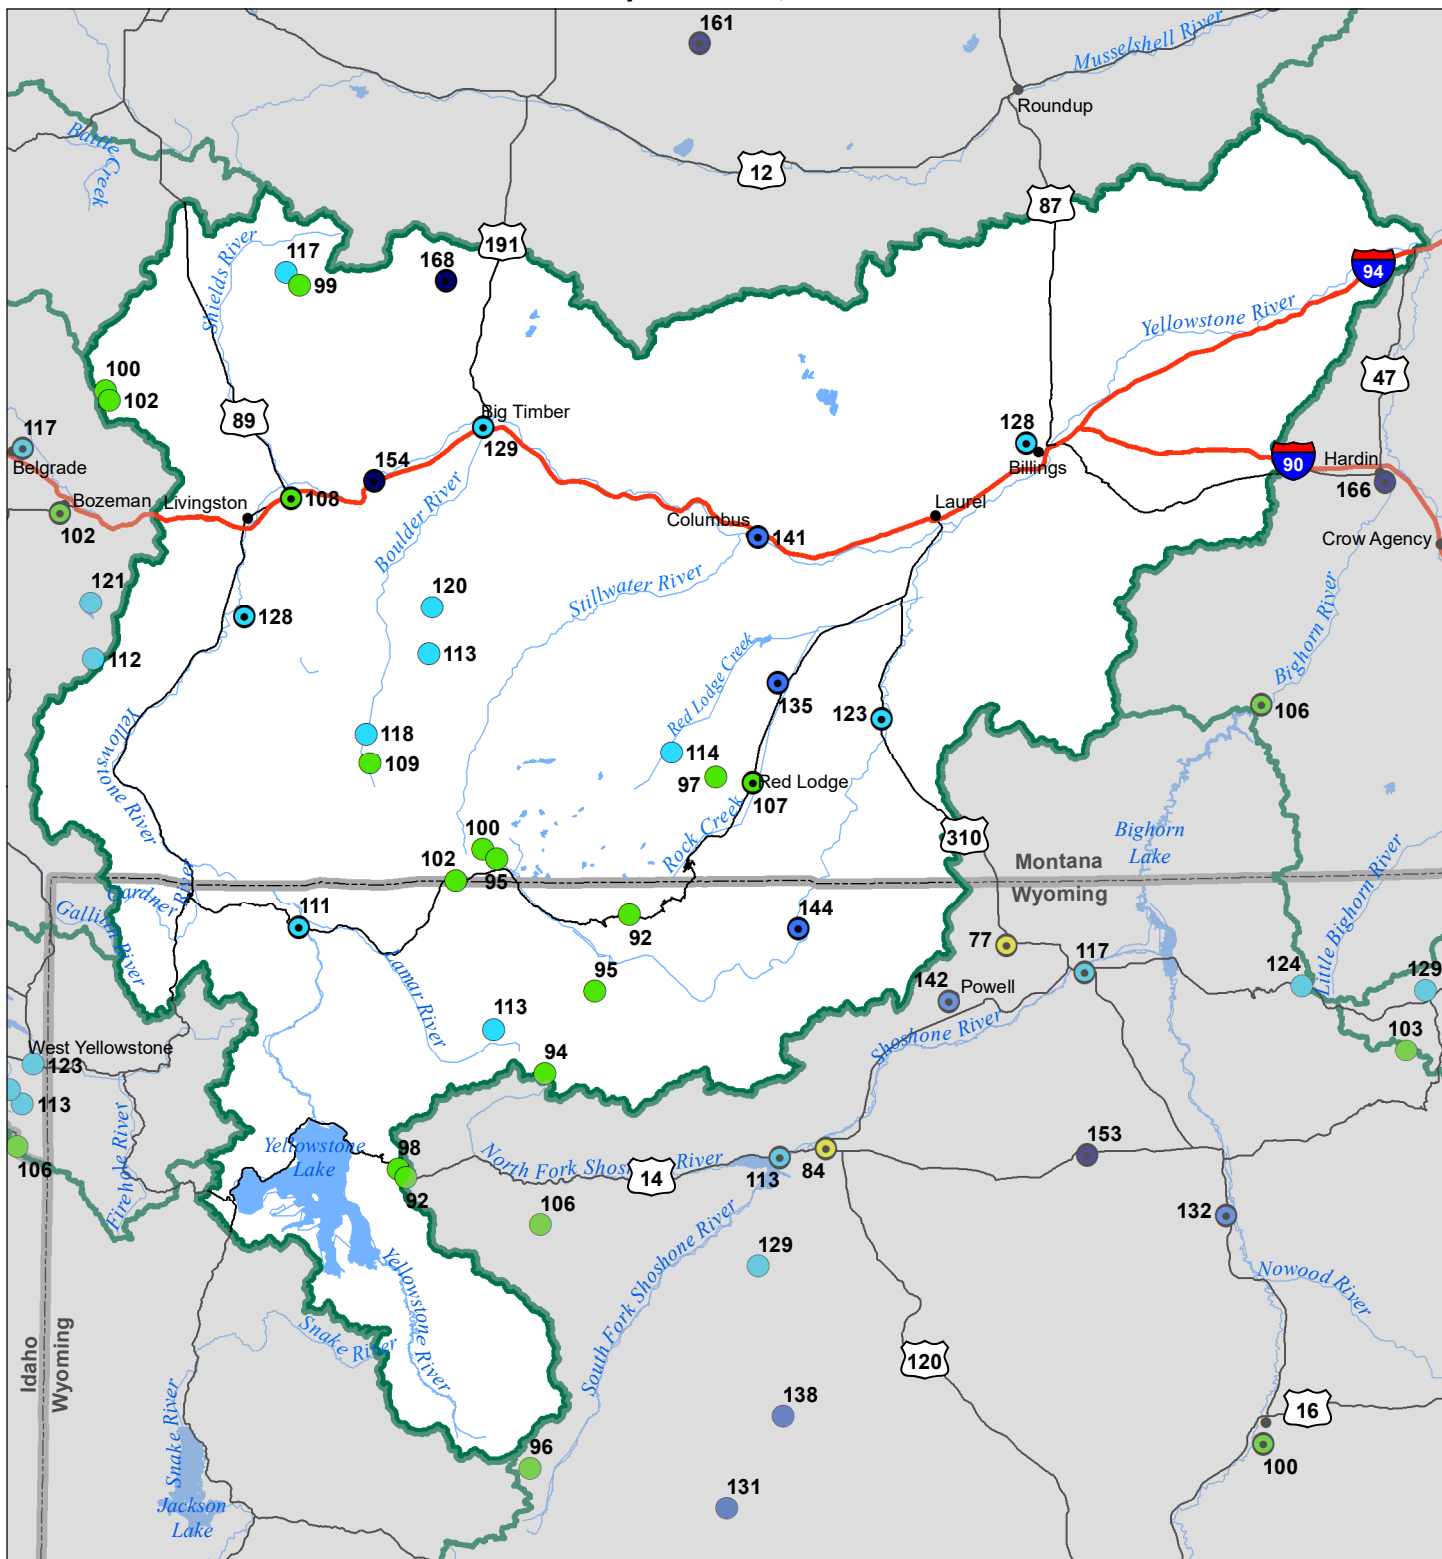 161
Musselshell River
Roundup
Battle
Creek
12
87
191
Shields River
117
99
168
94
Yellowstone River
47
100
102
89
117
Belgrade
Big Timber
129
128
Billings
90
Hardin
166
154
108
Bozeman
Livingston
102
Laurel
Columbus
141
Crow Agency
Boulder River
121
112
128
120
113
Stillwater River
Red Lodge Creek
Bighorn River
135
123
106
118
109
114
97
Red Lodge
107
Yellowstone River
Rock Creek
310
Bighorn
Lake
100
102
95
Montana
Wyoming
Gardner
River
Gallatin River
111
92
144
77
117
Little Bighorn River
124
129
95
142
Powell
Lamar River
113
Shoshone River
103
West Yellowstone
123
113
94
106
Firehole River
Yellowstone
Lake
98
92
North Fork Shoshone River
14
113
84
153
106
132
129
South Fork Shoshone River
Yellowstone River
Nowood River
Snake River
Idaho
Wyoming
120
138
16
100
Snake River
96
131
Jackson
Lake